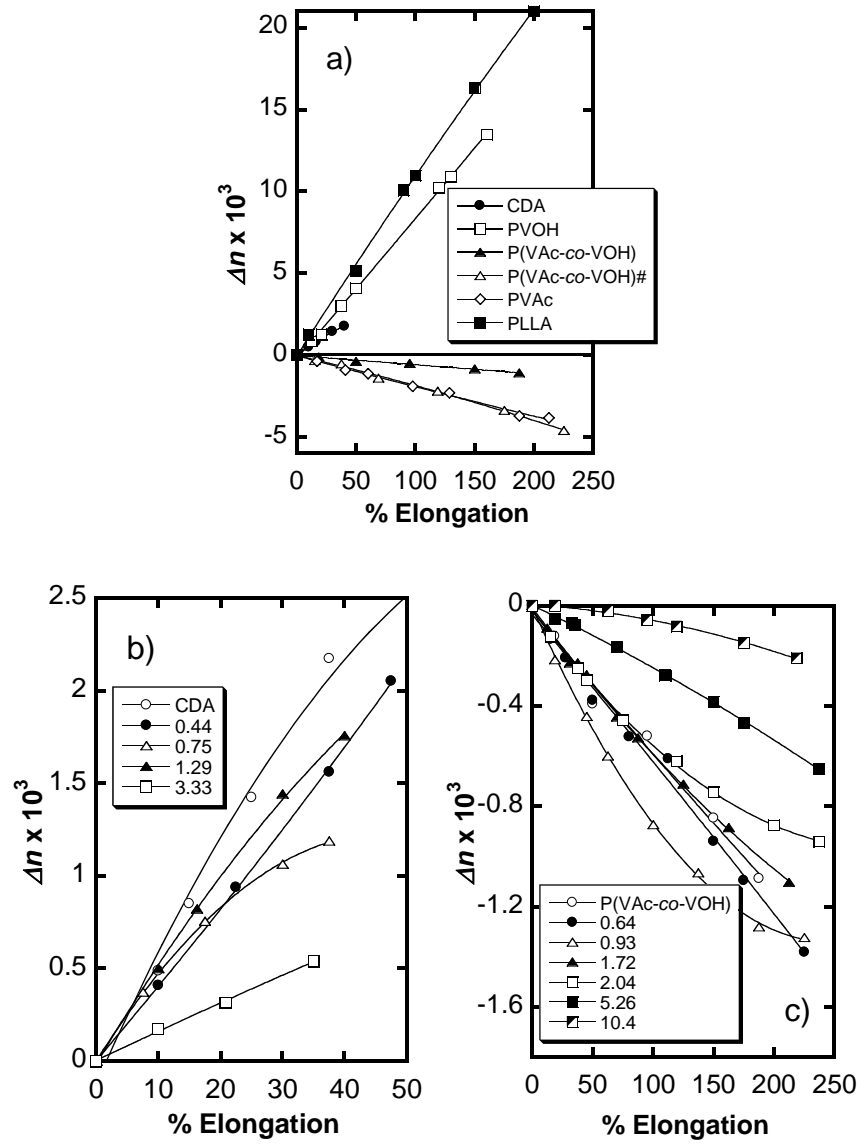 a)
20
15
10
5
0
-5
Δn x 10³
CDA
PVOH
P(VAc-co-VOH)
P(VAc-co-VOH)#
PVAc
PLLA
0 50 100 150 200 250
% Elongation
b)
2.5
2
1.5
1
0.5
0
Δn x 10³
CDA
0.44
0.75
1.29
3.33
0 10 20 30 40 50
% Elongation
0
-0.4
-0.8
-1.2
-1.6
Δn x 10³
P(VAc-co-VOH)
0.64
0.93
1.72
2.04
5.26
10.4
c)
0 50 100 150 200 250
% Elongation